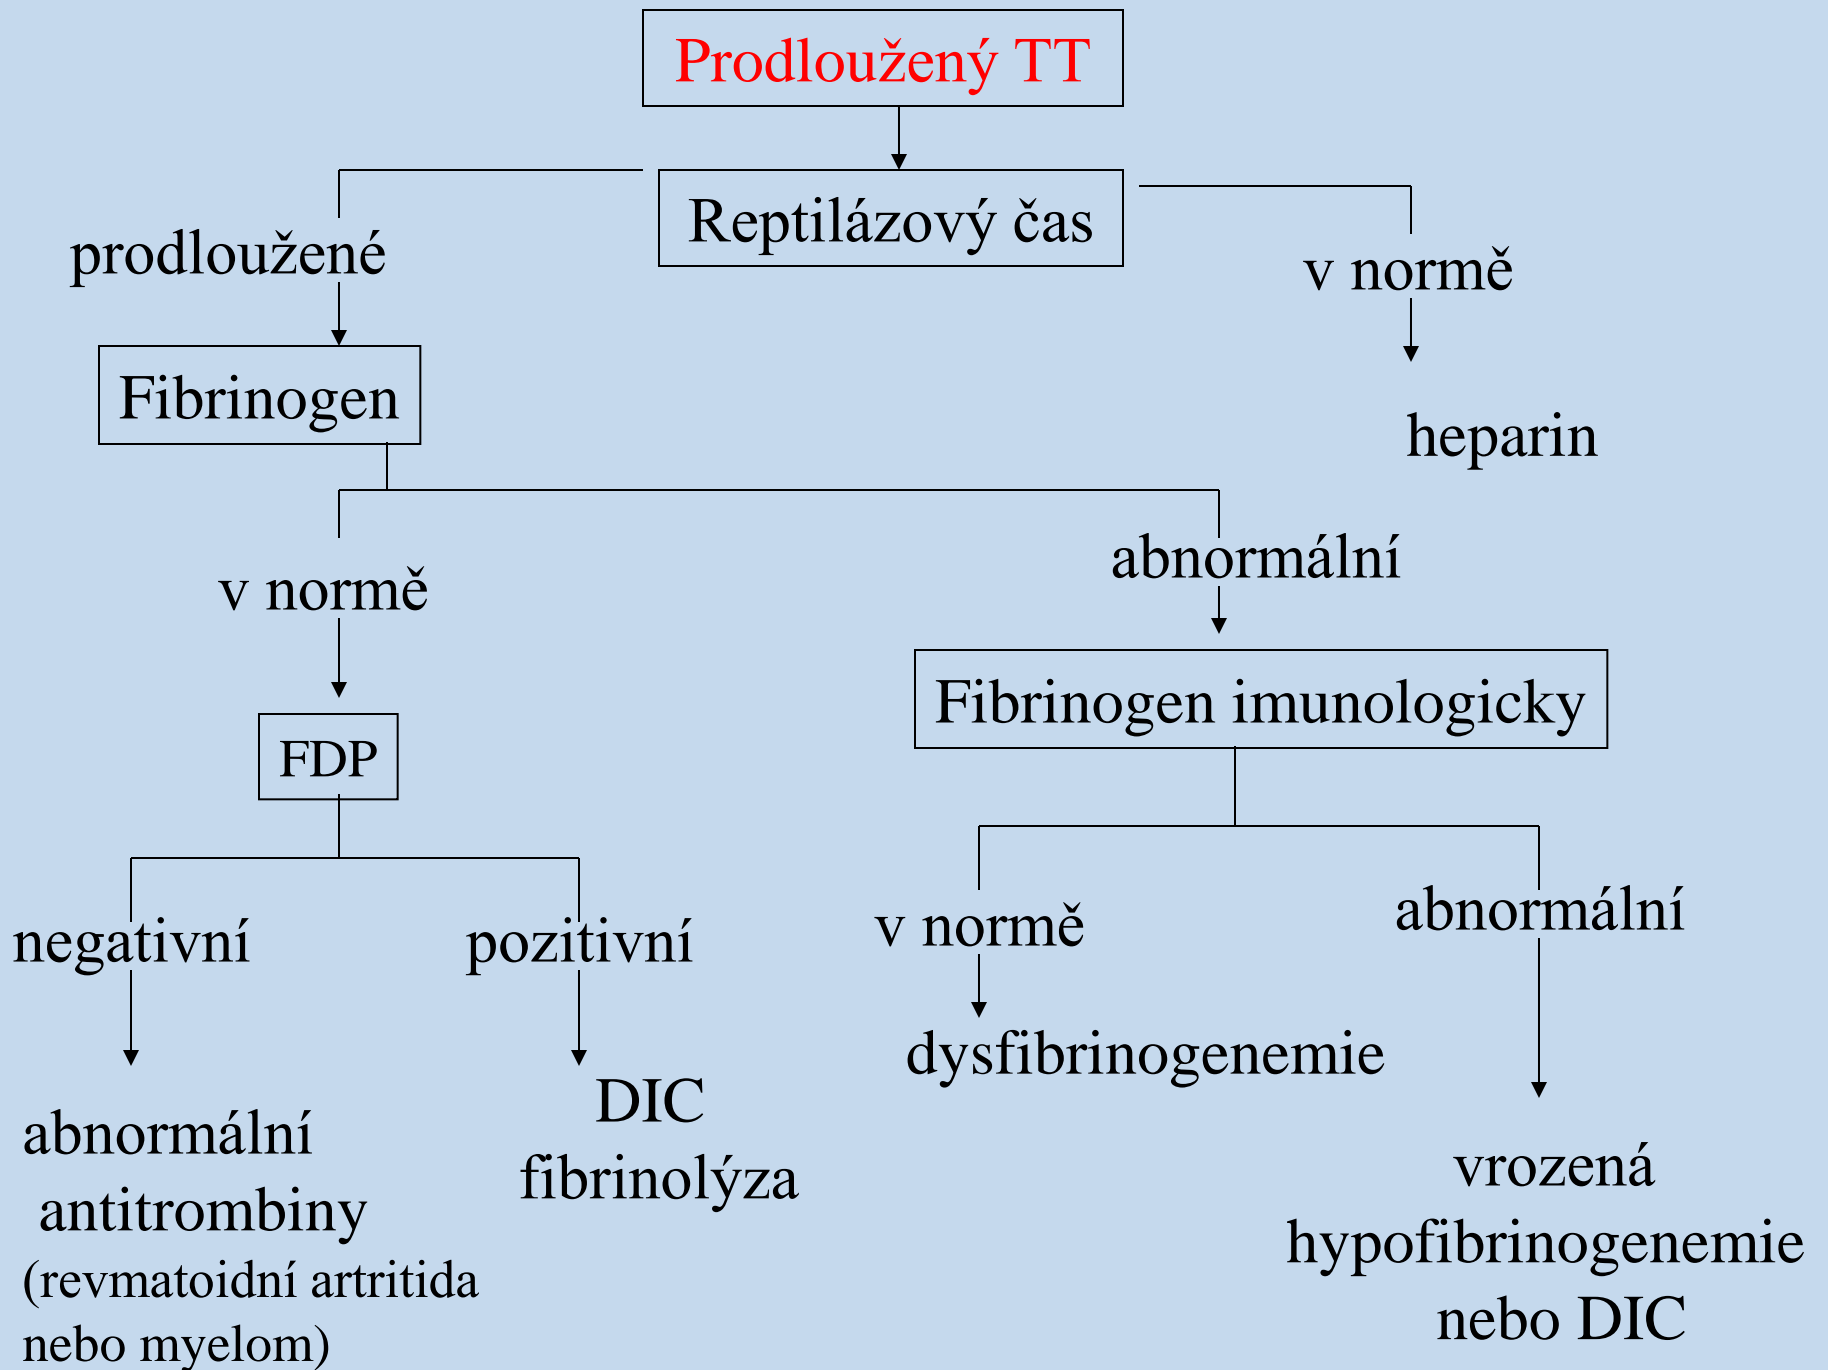 Prodloužený TT
Reptilázový čas
prodloužené
v normě
Fibrinogen
heparin
v normě
abnormální
FDP
Fibrinogen imunologicky
negativní
pozitivní
v normě
abnormální
abnormální
antitrombiny
(revmatoidní artritida
nebo myelom)
DIC
fibrinolýza
dysfibrinogenemie
vrozená
hypofibrinogenemie
nebo DIC